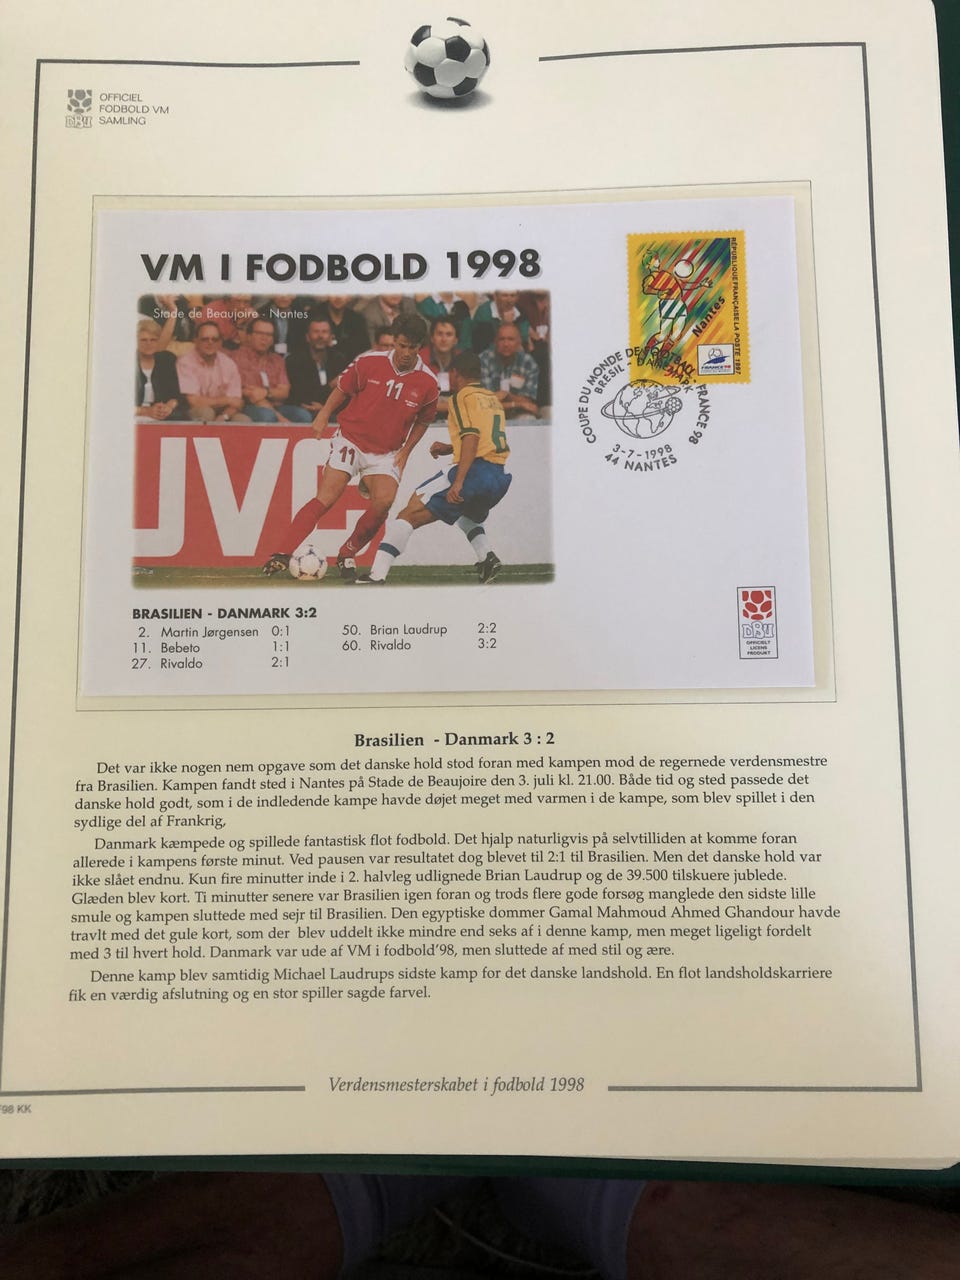 OFFICIEL
FODBOLD VM
SAMLING
DBU
VM I FODBOLD 1998
Stade de Beaujoire - Nantes
11
11
6
JVC
RÉPUBLIQUE FRANÇAISE LA POSTE 1997
Nantes
FRANCE 98
COUPE DU MONDE DE FOOTBALL FRANCE 98
BRESIL - DANEMARK
3-7-1998
44 NANTES
BRASILIEN - DANMARK 3:2
2. Martin Jørgensen 0:1
11. Bebeto 1:1
27. Rivaldo 2:1
50. Brian Laudrup 2:2
60. Rivaldo 3:2
DBU
OFFICIELT
LICENS
PRODUKT
Brasilien - Danmark 3 : 2
Det var ikke nogen nem opgave som det danske hold stod foran med kampen mod de regernede verdensmestre
fra Brasilien. Kampen fandt sted i Nantes på Stade de Beaujoire den 3. juli kl. 21.00. Både tid og sted passede det
danske hold godt, som i de indledende kampe havde døjet meget med varmen i de kampe, som blev spillet i den
sydlige del af Frankrig,
Danmark kæmpede og spillede fantastisk flot fodbold. Det hjalp naturligvis på selvtilliden at komme foran
allerede i kampens første minut. Ved pausen var resultatet dog blevet til 2:1 til Brasilien. Men det danske hold var
ikke slået endnu. Kun fire minutter inde i 2. halvleg udlignede Brian Laudrup og de 39.500 tilskuere jublede.
Glæden blev kort. Ti minutter senere var Brasilien igen foran og trods flere gode forsøg manglede den sidste lille
smule og kampen sluttede med sejr til Brasilien. Den egyptiske dommer Gamal Mahmoud Ahmed Ghandour havde
travlt med det gule kort, som der blev uddelt ikke mindre end seks af i denne kamp, men meget ligeligt fordelt
med 3 til hvert hold. Danmark var ude af VM i fodbold'98, men sluttede af med stil og ære.
Denne kamp blev samtidig Michael Laudrups sidste kamp for det danske landshold. En flot landsholdskarriere
fik en værdig afslutning og en stor spiller sagde farvel.
Verdensmesterskabet i fodbold 1998
F98 KK